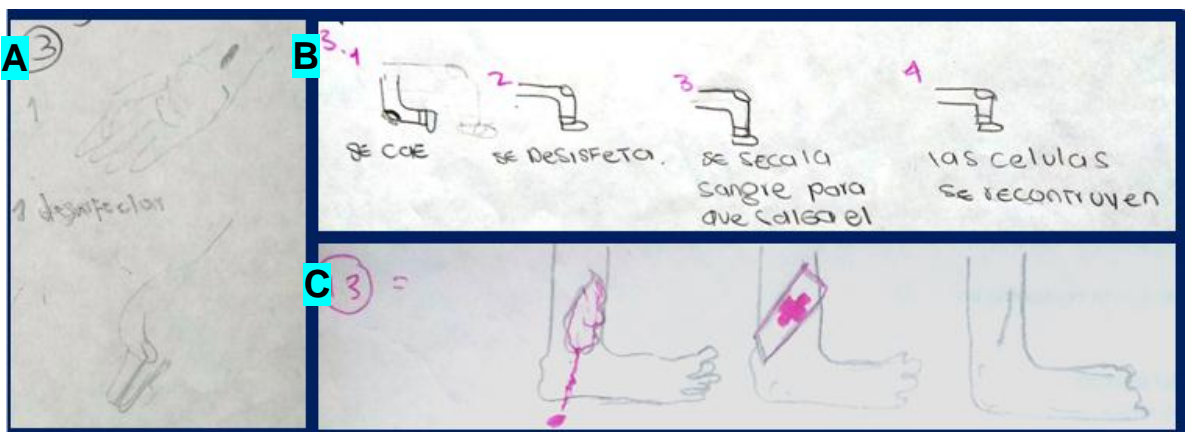 A
3
1
1 desinfectar
B
3.1
SE CAE
2
SE DESISFETA.
3
SE SECA LA
sangre para
que salga el
4
las celulas
se recontruyen
C
3 =